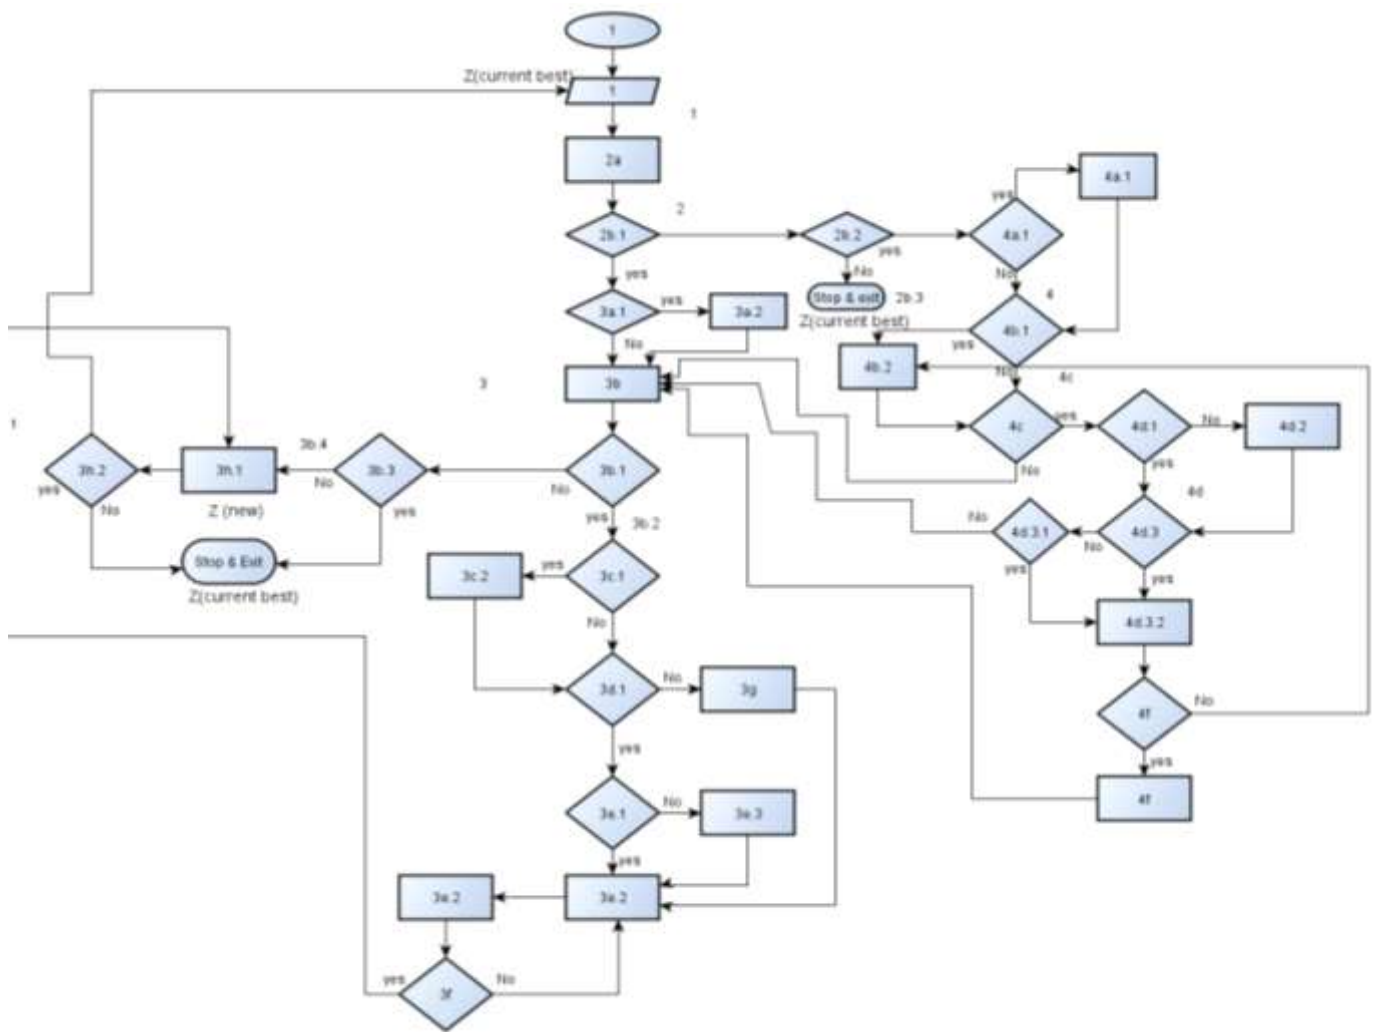 1
Z(current best)
1
1
2a
4a.1
2
yes
2b.1
2b.2
yes
4a.1
yes
No
No
Stop & exit
2b.3
4
3a.1
yes
3a.2
Z(current best)
4b.1
No
yes
4b.2
No
4c
3
3b
1
3b.4
4c
yes
4d.1
No
4d.2
3h.2
3h.1
3b.3
3b.1
No
yes
yes
No
No
Z (new)
No
yes
yes
3b.2
4d
No
4d.3.1
No
4d.3
Stop & Exit
3c.2
yes
3c.1
yes
yes
Z(current best)
No
4d.3.2
3d.1
No
3g
4f
No
yes
yes
3e.1
No
3e.3
4f
yes
3e.2
3e.2
yes
3f
No